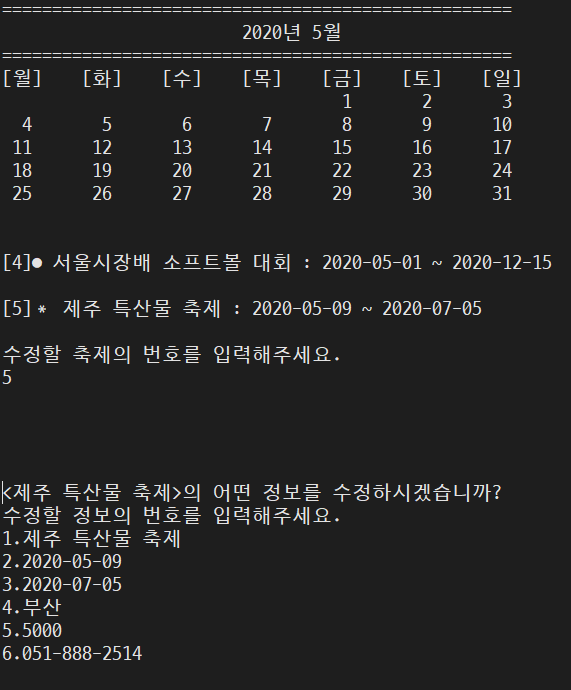 ===================================================
2020년 5월
===================================================
[월] [화] [수] [목] [금] [토] [일]
1 2 3
4 5 6 7 8 9 10
11 12 13 14 15 16 17
18 19 20 21 22 23 24
25 26 27 28 29 30 31
[4]● 서울시장배 소프트볼 대회 : 2020-05-01 ~ 2020-12-15
[5]* 제주 특산물 축제 : 2020-05-09 ~ 2020-07-05
수정할 축제의 번호를 입력해주세요.
5
<제주 특산물 축제>의 어떤 정보를 수정하시겠습니까?
수정할 정보의 번호를 입력해주세요.
1.제주 특산물 축제
2.2020-05-09
3.2020-07-05
4.부산
5.5000
6.051-888-2514